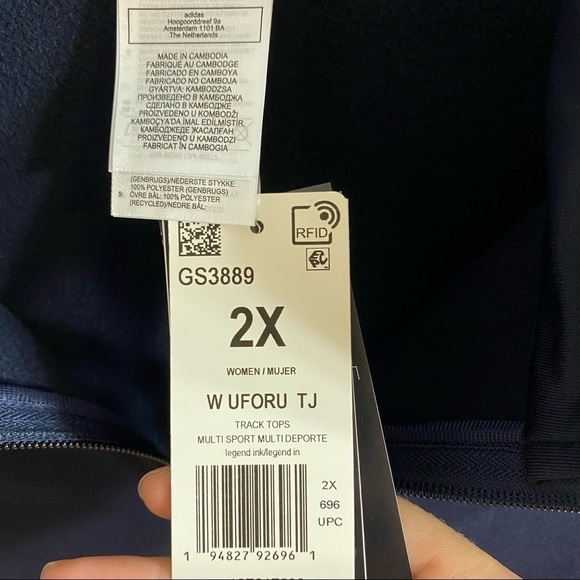 adidas
Hoogoorddreef 9a
Amsterdam 1101 BA
The Netherlands
MADE IN CAMBODIA
FABRIQUÉ AU CAMBODGE
FABRICADO EN CAMBOYA
FABRICADO NO CAMBOJA
GYÁRTVA: KAMBODZSA
ПРОИЗВЕДЕНО В КАМБОДЖА
СДЕЛАНО В КАМБОДЖЕ
PROIZVEDENO U KOMBODŽI
KAMBOÇYA'DA İMAL EDİLMİŞTİR
КАМБОДЖЕДЕ ЖАСАЛҒАН
PROIZVEDENO U KAMBODŽI
FABRICAT ÎN CAMBOGIA
(GENBRUGS)/NEDERSTE STYKKE:
100% POLYESTER (GENBRUGS)
S: ÖVRE BÅL: 100% POLYESTER
(RECYCLED)/NEDRE BÅL:
RFID
GS3889
2X
WOMEN / MUJER
W UFORU TJ
TRACK TOPS
MULTI SPORT MULTI DEPORTE
legend ink/legend in
2X
696
UPC
1 94827 92696 1